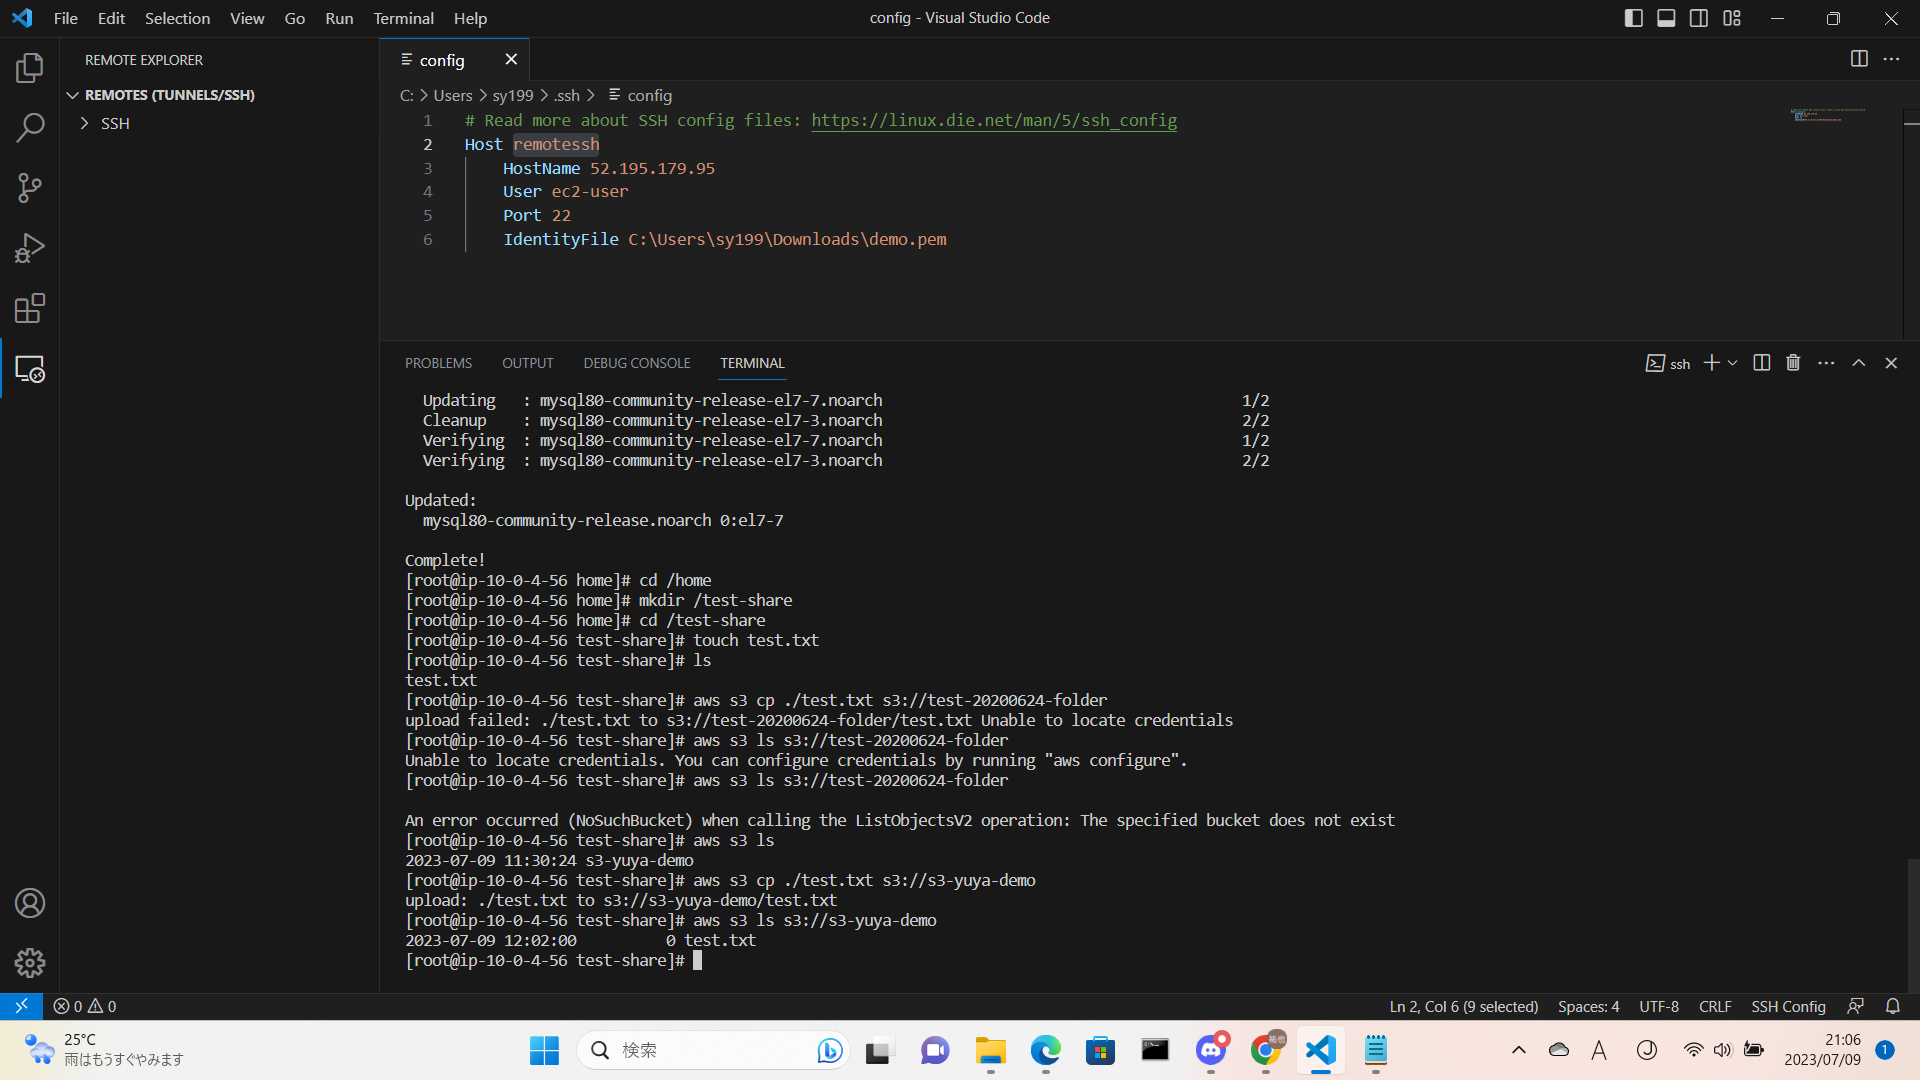 File Edit Selection View Go Run Terminal Help
config - Visual Studio Code
REMOTE EXPLORER
REMOTES (TUNNELS/SSH)
SSH
config
C: > Users > sy199 > .ssh > config
1 # Read more about SSH config files: https://linux.die.net/man/5/ssh_config
2 Host remotessh
3 HostName 52.195.179.95
4 User ec2-user
5 Port 22
6 IdentityFile C:\Users\sy199\Downloads\demo.pem
PROBLEMS OUTPUT DEBUG CONSOLE TERMINAL
ssh
Updating : mysql80-community-release-el7-7.noarch 1/2
Cleanup : mysql80-community-release-el7-3.noarch 2/2
Verifying : mysql80-community-release-el7-7.noarch 1/2
Verifying : mysql80-community-release-el7-3.noarch 2/2
Updated:
mysql80-community-release.noarch 0:el7-7
Complete!
[root@ip-10-0-4-56 home]# cd /home
[root@ip-10-0-4-56 home]# mkdir /test-share
[root@ip-10-0-4-56 home]# cd /test-share
[root@ip-10-0-4-56 test-share]# touch test.txt
[root@ip-10-0-4-56 test-share]# ls
test.txt
[root@ip-10-0-4-56 test-share]# aws s3 cp ./test.txt s3://test-20200624-folder
upload failed: ./test.txt to s3://test-20200624-folder/test.txt Unable to locate credentials
[root@ip-10-0-4-56 test-share]# aws s3 ls s3://test-20200624-folder
Unable to locate credentials. You can configure credentials by running "aws configure".
[root@ip-10-0-4-56 test-share]# aws s3 ls s3://test-20200624-folder
An error occurred (NoSuchBucket) when calling the ListObjectsV2 operation: The specified bucket does not exist
[root@ip-10-0-4-56 test-share]# aws s3 ls
2023-07-09 11:30:24 s3-yuya-demo
[root@ip-10-0-4-56 test-share]# aws s3 cp ./test.txt s3://s3-yuya-demo
upload: ./test.txt to s3://s3-yuya-demo/test.txt
[root@ip-10-0-4-56 test-share]# aws s3 ls s3://s3-yuya-demo
2023-07-09 12:02:00 0 test.txt
[root@ip-10-0-4-56 test-share]#
0 0
Ln 2, Col 6 (9 selected) Spaces: 4 UTF-8 CRLF SSH Config
25°C
雨はもうすぐやみます
検索
A
21:06
2023/07/09
1